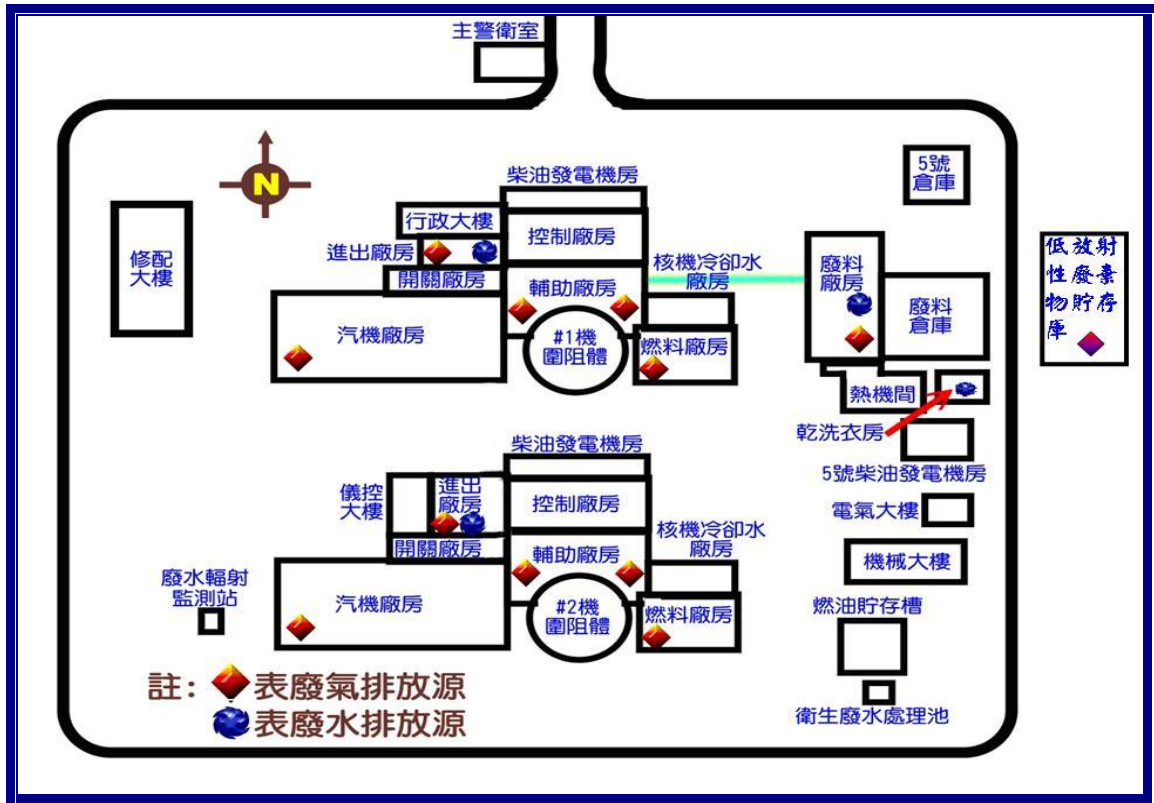 主警衛室
5號
倉庫
N
柴油發電機房
行政大樓
控制廠房
進出廠房
開關廠房
輔助廠房
核機冷卻水
廠房
修配
大樓
汽機廠房
#1機
圍阻體
燃料廠房
廢料
廠房
廢料
倉庫
低放射
性廢棄
物貯存
庫
熱機間
乾洗衣房
5號柴油發電機房
柴油發電機房
儀控
大樓
進出
廠房
控制廠房
開關廠房
輔助廠房
核機冷卻水
廠房
電氣大樓
機械大樓
廢水輻射
監測站
汽機廠房
#2機
圍阻體
燃料廠房
燃油貯存槽
衛生廢水處理池
註:
表廢氣排放源
表廢水排放源